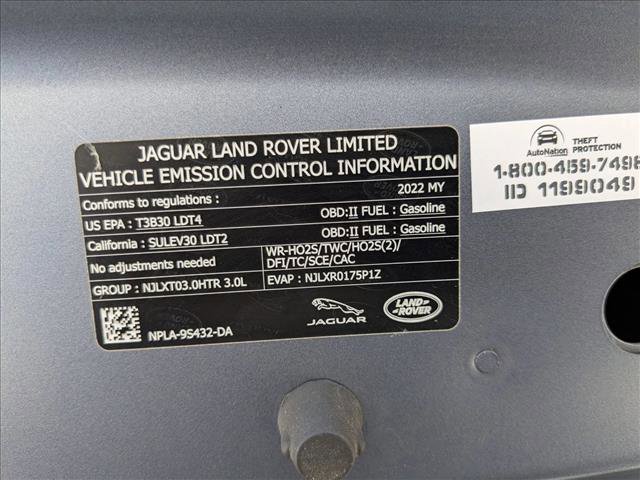 JAGUAR LAND ROVER LIMITED
VEHICLE EMISSION CONTROL INFORMATION
Conforms to regulations : 2022 MY
US EPA : T3B30 LDT4 OBD:II FUEL : Gasoline
California : SULEV30 LDT2 OBD:II FUEL : Gasoline
No adjustments needed WR-HO2S/TWC/HO2S(2)/
DFI/TC/SCE/CAC
GROUP : NJLXT03.0HTR 3.0L EVAP : NJLXR0175P1Z
NPLA-9S432-DA
JAGUAR
LAND-
ROVER
AutoNation
THEFT
PROTECTION
1-800-459-7498
ID 1199049